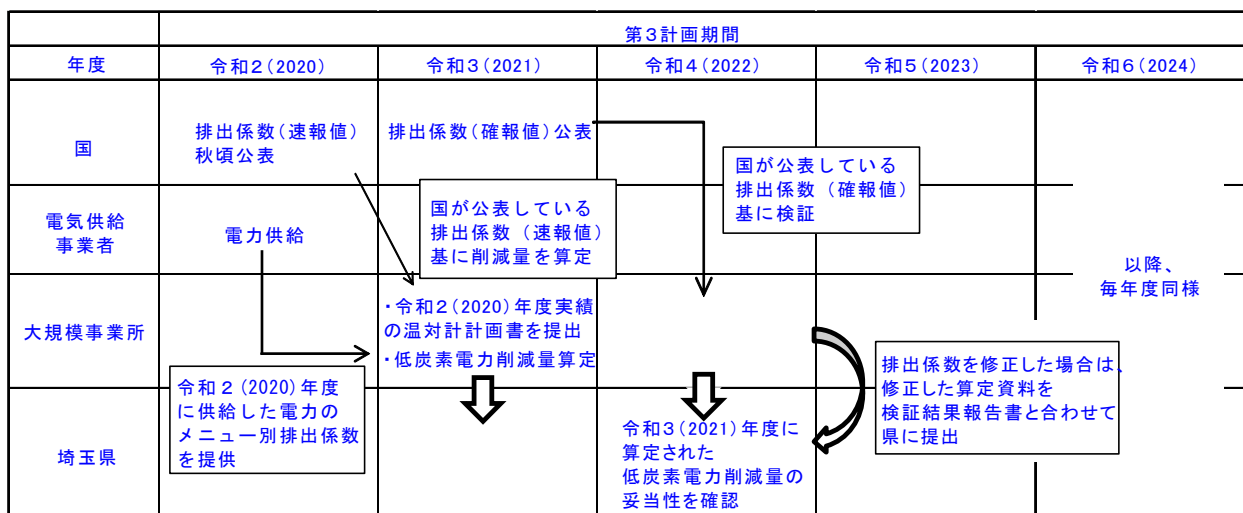 第3計画期間
年度
令和2(2020)
令和3(2021)
令和4(2022)
令和5(2023)
令和6(2024)
国
排出係数(速報値)
秋頃公表
排出係数(確報値)公表
国が公表している
排出係数(確報値)
基に検証
電気供給
事業者
電力供給
国が公表している
排出係数(速報値)
基に削減量を算定
以降、
毎年度同様
大規模事業所
・令和2(2020)年度実績
の温対計計画書を提出
・低炭素電力削減量算定
排出係数を修正した場合は、
修正した算定資料を
検証結果報告書と合わせて
県に提出
埼玉県
令和2(2020)年度
に供給した電力の
メニュー別排出係数
を提供
令和3(2021)年度に
算定された
低炭素電力削減量の
妥当性を確認